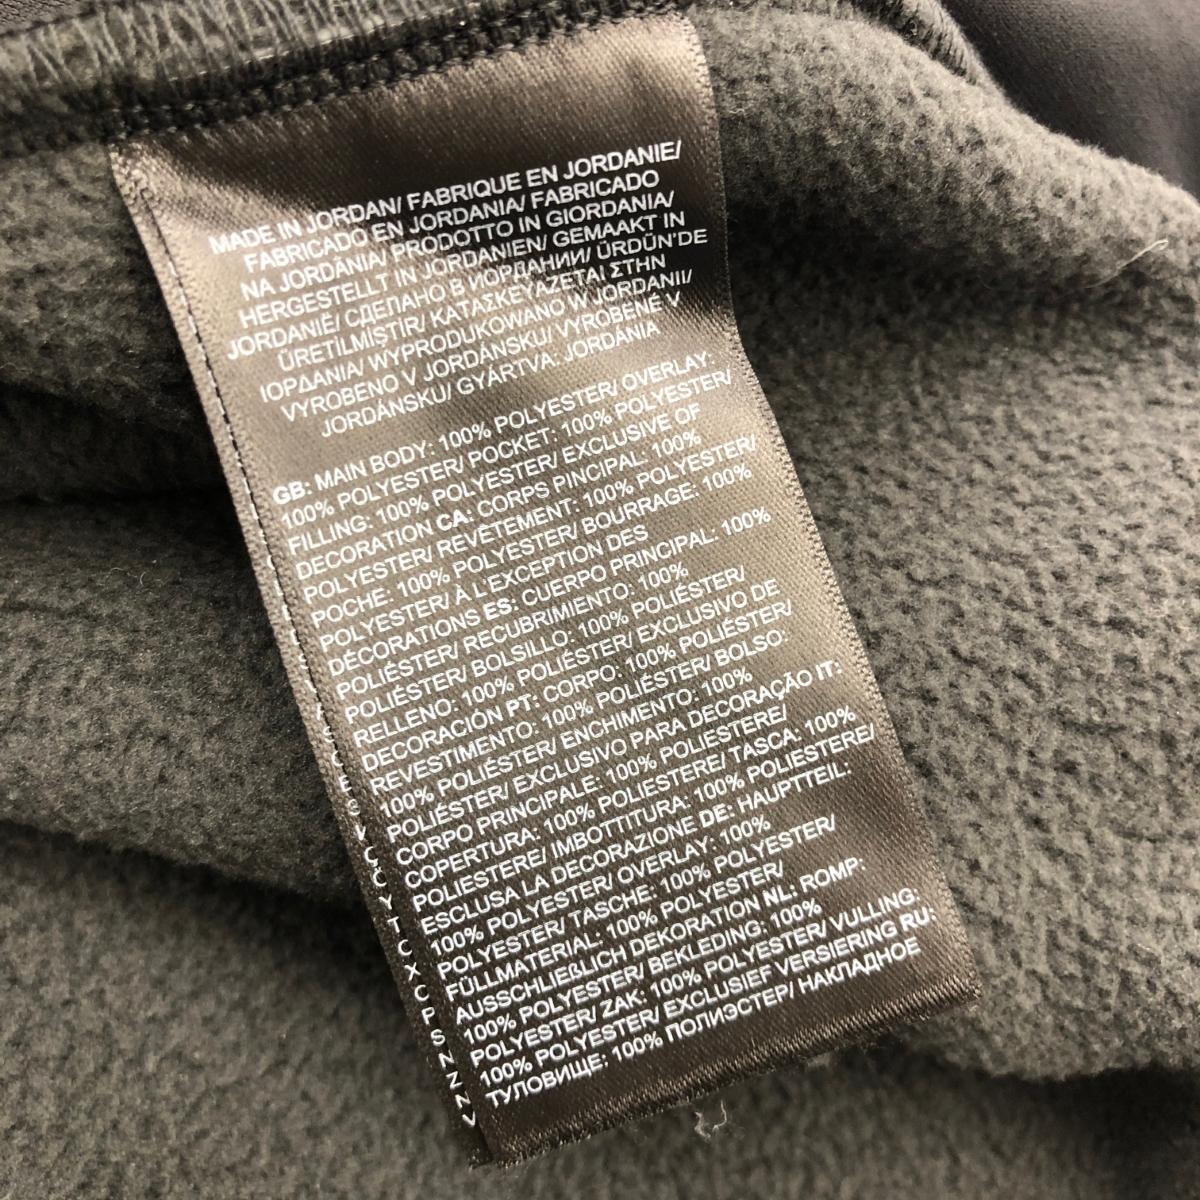 MADE IN JORDAN/ FABRIQUE EN JORDANIE/
FABRICADO EN JORDANIA/ FABRICADO
NA JORDÂNIA/ PRODOTTO IN GIORDANIA/
HERGESTELLT IN JORDANIEN/ GEMAAKT IN
JORDANIË/ СДЕЛАНО В ИОРДАНИИ/ ÜRDÜN'DE
ÜRETİLMİŞTİR/ ΚΑΤΑΣΚΕΥΑΖΕΤΑΙ ΣΤΗΝ
ΙΟΡΔΑΝΙΑ/ WYPRODUKOWANO W JORDANII/
VYROBENO V JORDÁNSKU/ VYROBENÉ V
JORDÁNSKU/ GYÁRTVA: JORDÁNIA
GB: MAIN BODY: 100% POLYESTER/ OVERLAY:
100% POLYESTER/ POCKET: 100% POLYESTER/
FILLING: 100% POLYESTER/ EXCLUSIVE OF
DECORATION CA: CORPS PINCIPAL: 100%
POLYESTER/ REVÊTEMENT: 100% POLYESTER/
POCHE: 100% POLYESTER/ BOURRAGE: 100%
POLYESTER/ À L'EXCEPTION DES
DÉCORATIONS ES: CUERPO PRINCIPAL: 100%
POLIÉSTER/ RECUBRIMIENTO: 100%
POLIÉSTER/ BOLSILLO: 100% POLIÉSTER/
RELLENO: 100% POLIÉSTER/ EXCLUSIVO DE
DECORACIÓN PT: CORPO: 100% POLIÉSTER/
REVESTIMENTO: 100% POLIÉSTER/ BOLSO:
100% POLIÉSTER/ ENCHIMENTO: 100%
POLIÉSTER/ EXCLUSIVO PARA DECORAÇÃO IT:
CORPO PRINCIPALE: 100% POLIESTERE/
COPERTURA: 100% POLIESTERE/ TASCA: 100%
POLIESTERE/ IMBOTTITURA: 100% POLIESTERE/
ESCLUSA LA DECORAZIONE DE: HAUPTTEIL:
100% POLYESTER/ OVERLAY: 100%
POLYESTER/ TASCHE: 100% POLYESTER/
FÜLLMATERIAL: 100% POLYESTER/
AUSSCHLIEßLICH DEKORATION NL: ROMP:
100% POLYESTER/ BEKLEDING: 100%
POLYESTER/ ZAK: 100% POLYESTER/ VULLING:
100% POLYESTER/ EXCLUSIEF VERSIERING RU:
ТУЛОВИЩЕ: 100% ПОЛИЭСТЕР/ НАКЛАДНОЕ